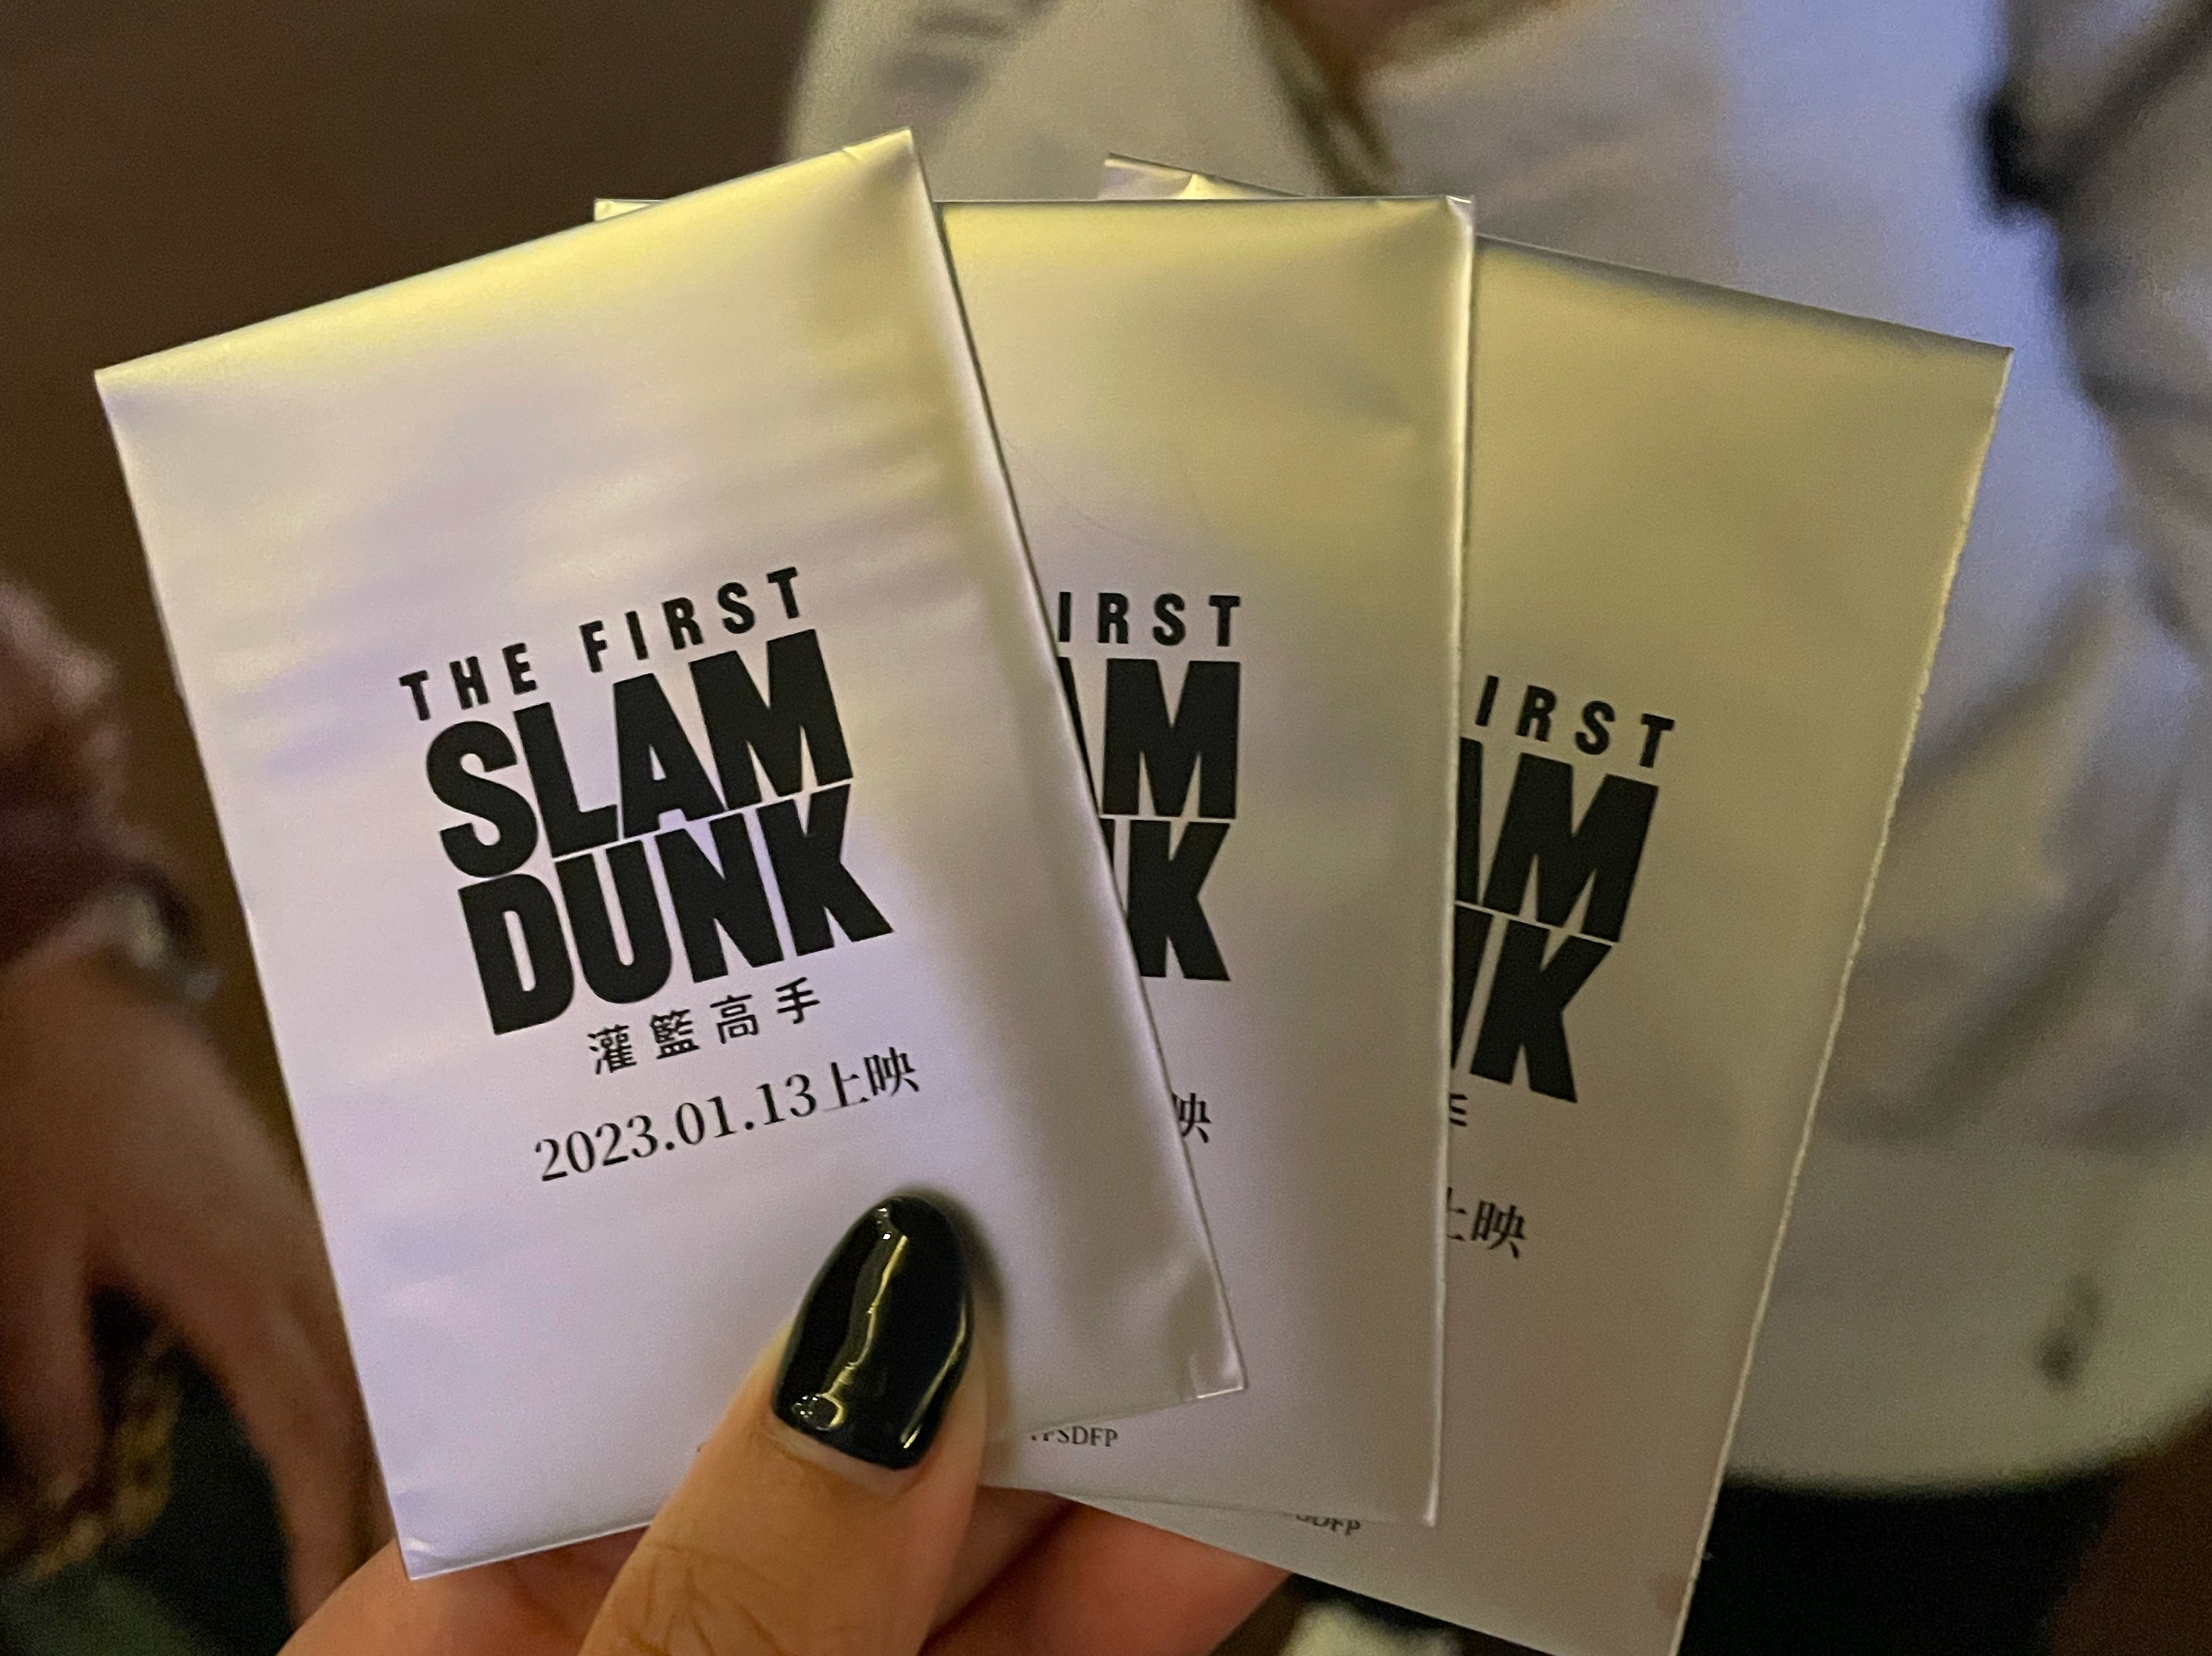 THE FIRST
SLAM
DUNK
灌籃高手
2023.01.13上映
IRST
AM
K
映
SDFP
IRST
AM
K
上映